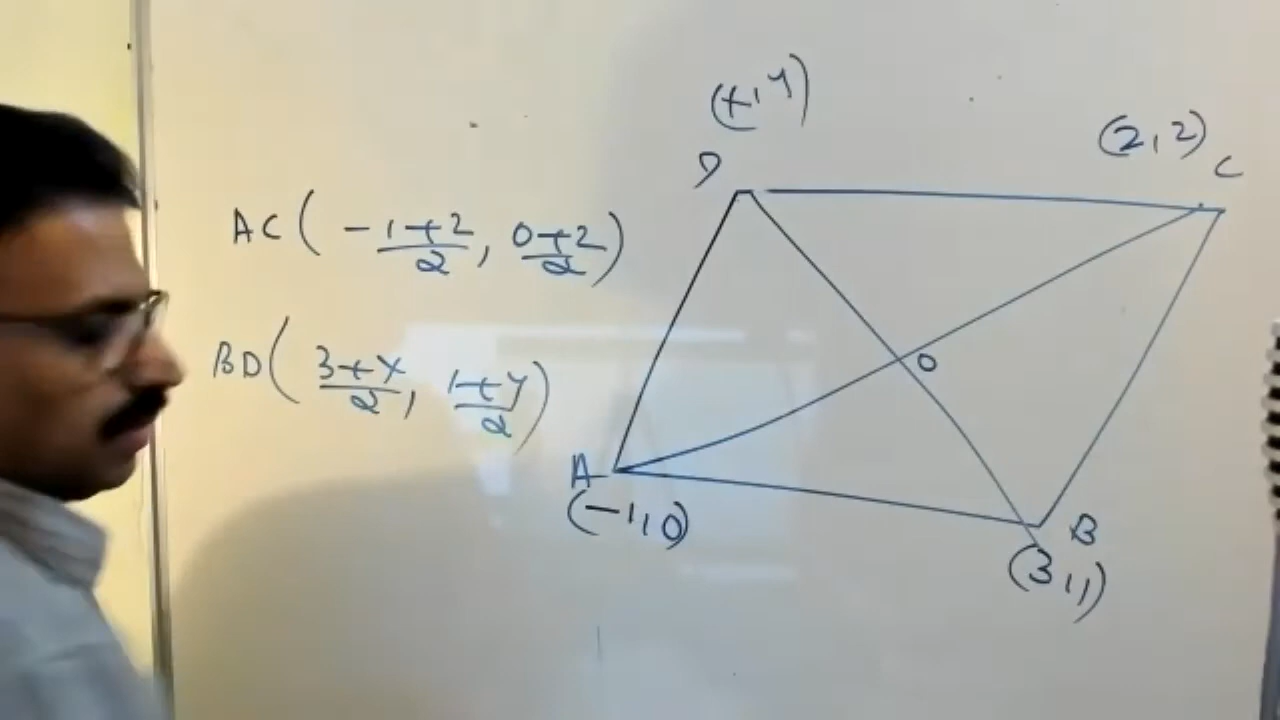 (x, y)
D
(2, 2)
C
AC ( -1+2/2, 0+2/2 )
BD ( 3+x/2, 1+y/2 )
O
A
(-1, 0)
B
(3, 1)